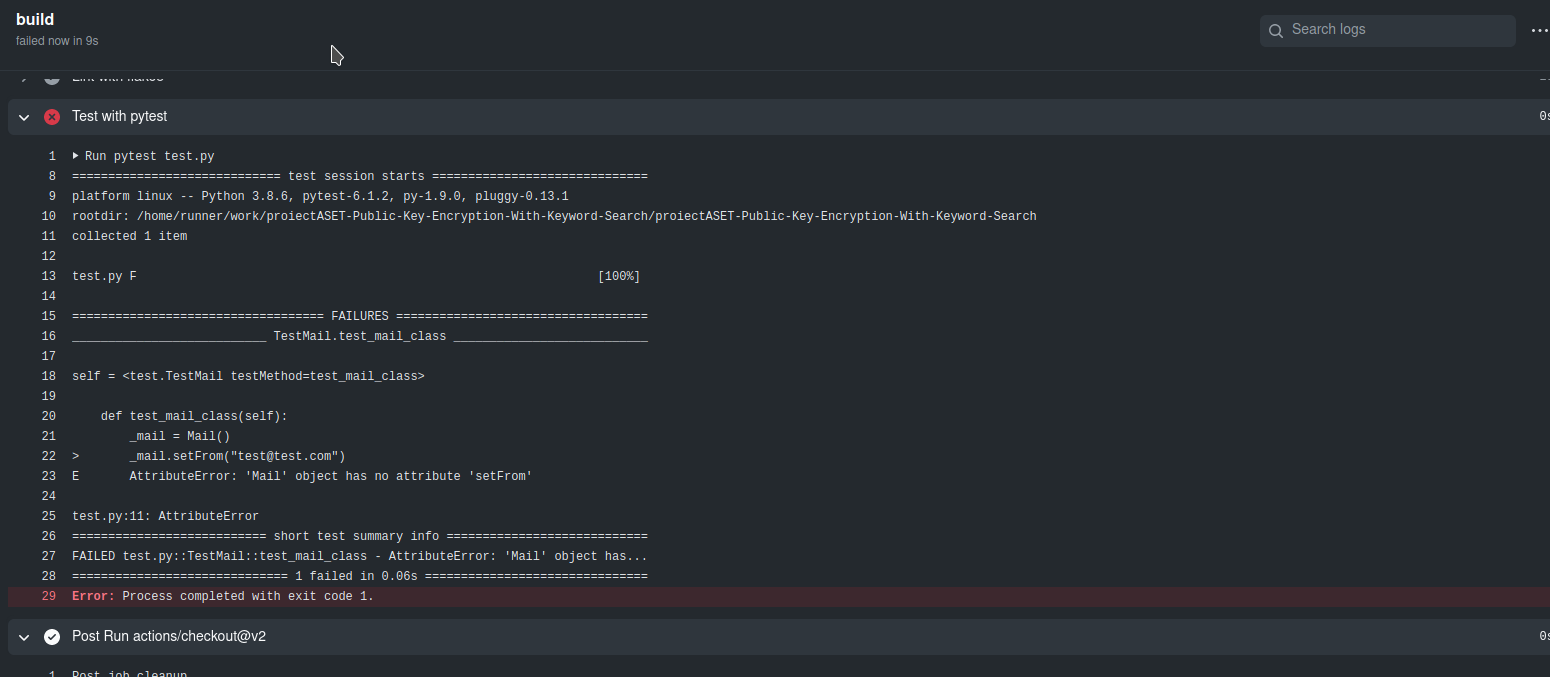 build
failed now in 9s
Search logs
Test with pytest
0s
1 Run pytest test.py
8 ============================= test session starts ==============================
9 platform linux -- Python 3.8.6, pytest-6.1.2, py-1.9.0, pluggy-0.13.1
10 rootdir: /home/runner/work/proiectASET-Public-Key-Encryption-With-Keyword-Search/proiectASET-Public-Key-Encryption-With-Keyword-Search
11 collected 1 item
12
13 test.py F [100%]
14
15 =================================== FAILURES ===================================
16 ___________________________ TestMail.test_mail_class ___________________________
17
18 self = <test.TestMail testMethod=test_mail_class>
19
20 def test_mail_class(self):
21 _mail = Mail()
22 > _mail.setFrom("test@test.com")
23 E AttributeError: 'Mail' object has no attribute 'setFrom'
24
25 test.py:11: AttributeError
26 =========================== short test summary info ============================
27 FAILED test.py::TestMail::test_mail_class - AttributeError: 'Mail' object has...
28 ============================== 1 failed in 0.06s ===============================
29 Error: Process completed with exit code 1.
Post Run actions/checkout@v2
0s
1 Post job cleanup